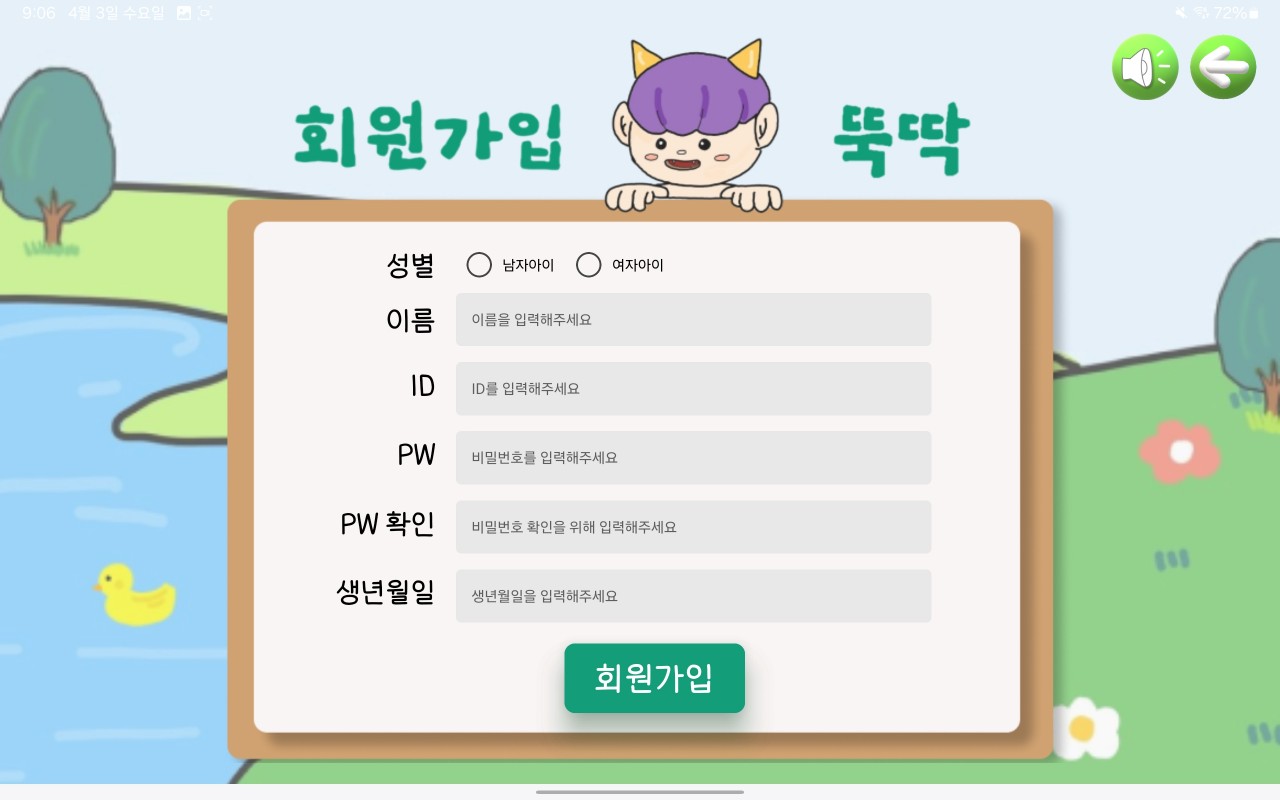 9:06 4월 3일 수요일
72%
회원가입 뚝딱
성별 남자아이 여자아이
이름 이름을 입력해주세요
ID ID를 입력해주세요
PW 비밀번호를 입력해주세요
PW 확인 비밀번호 확인을 위해 입력해주세요
생년월일 생년월일을 입력해주세요
회원가입